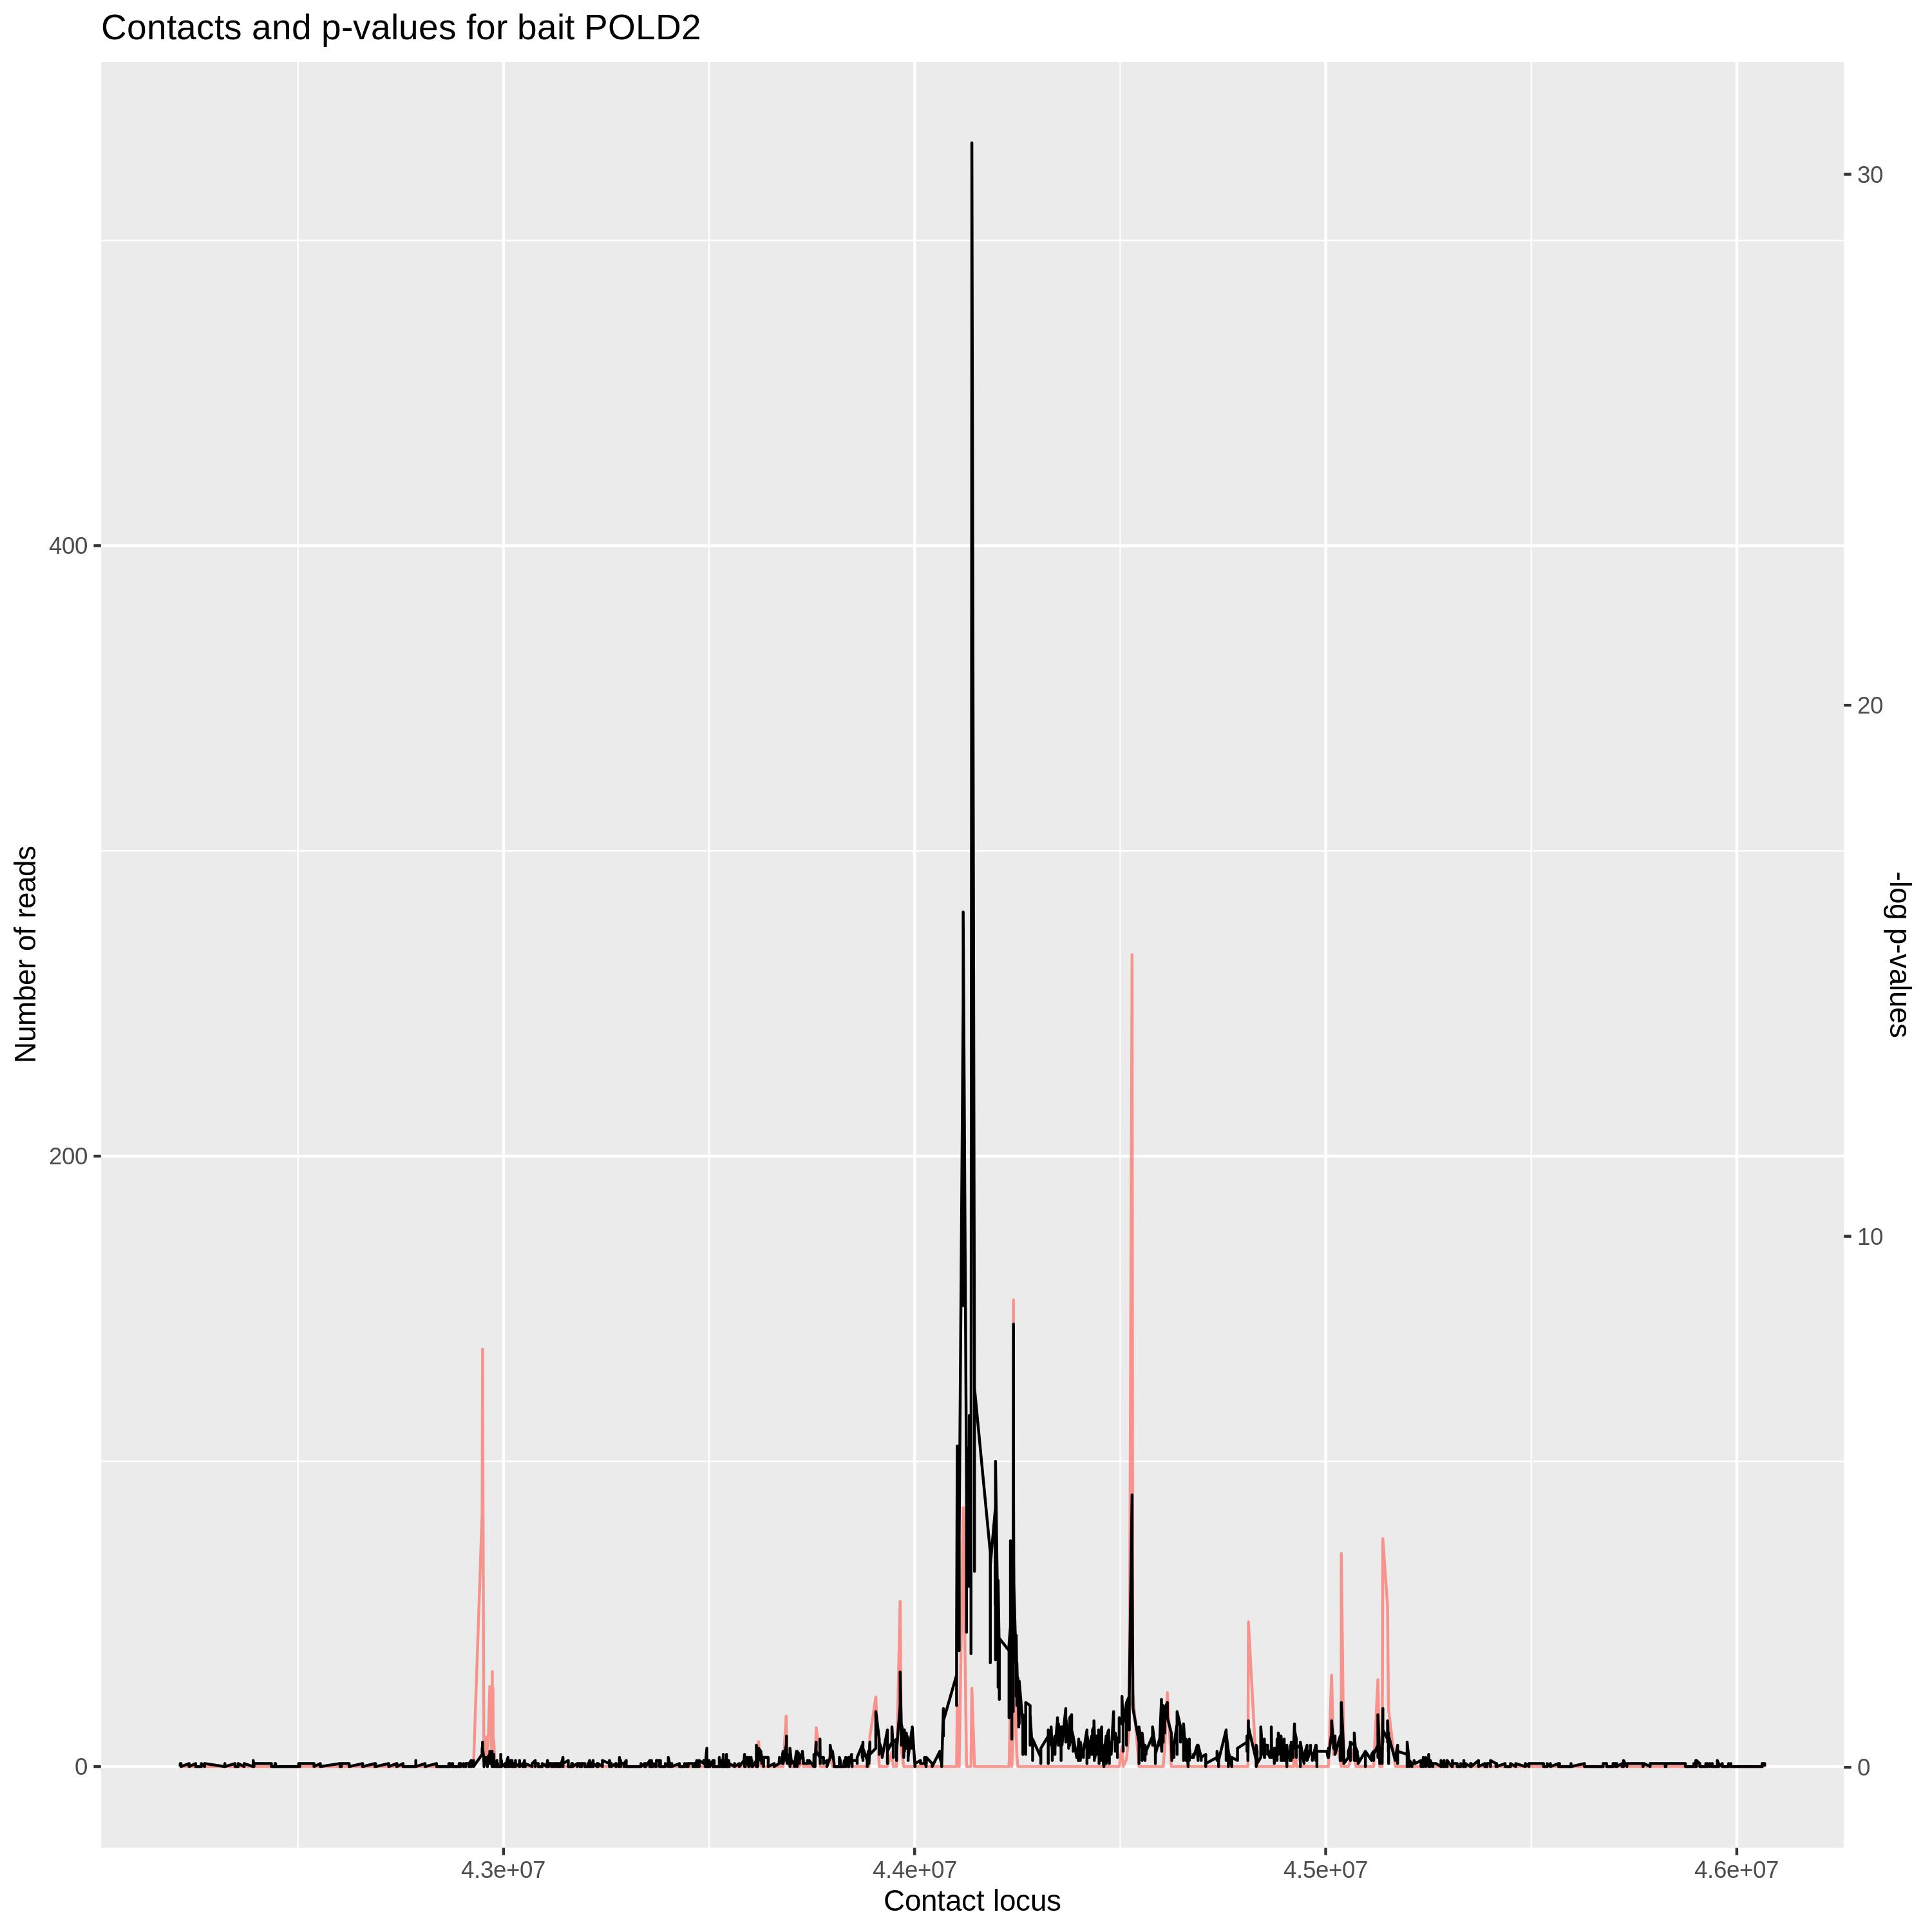 Contacts and p-values for bait POLD2
30
400
20
Number of reads
-log p-values
200
10
0
0
4.3e+07
4.4e+07
4.5e+07
4.6e+07
Contact locus